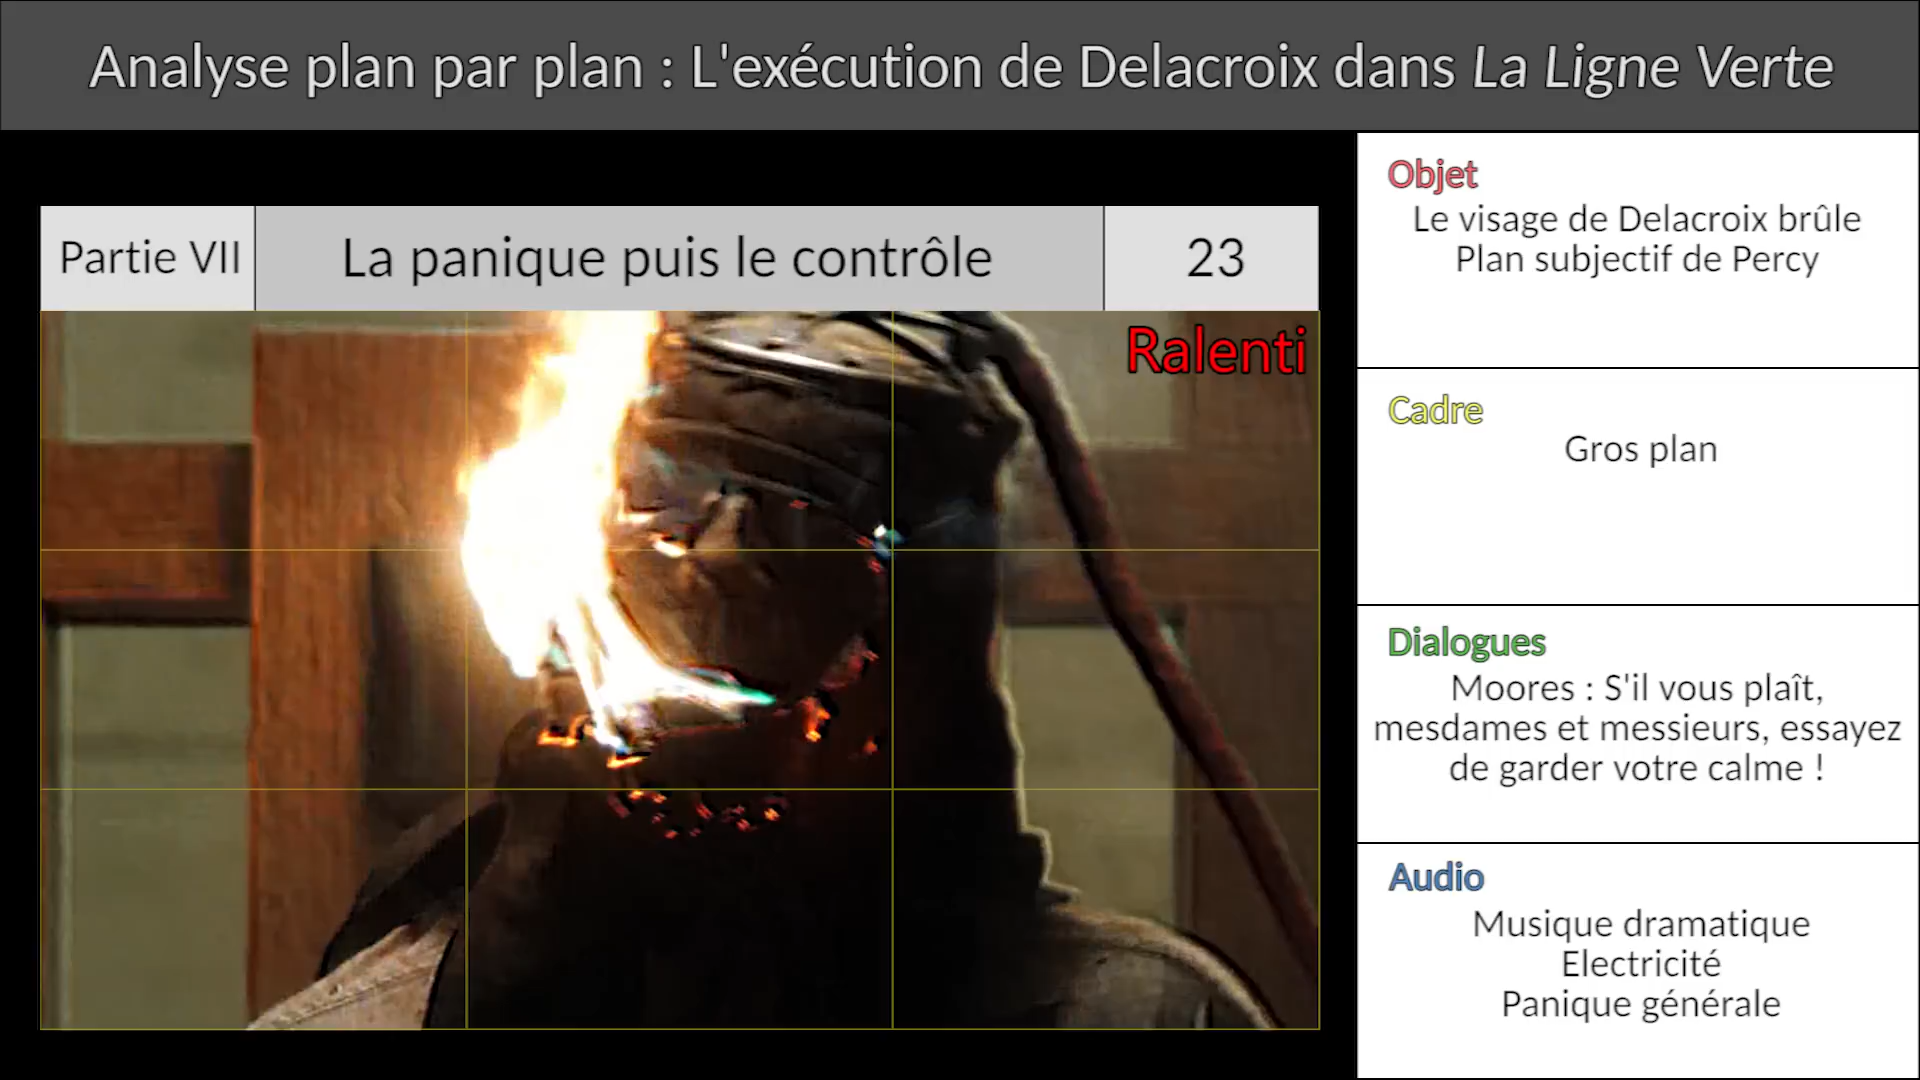 Analyse plan par plan : L'exécution de Delacroix dans La Ligne Verte
Partie VII
La panique puis le contrôle
23
Ralenti
Objet
Le visage de Delacroix brûle
Plan subjectif de Percy
Cadre
Gros plan
Dialogues
Moores : S'il vous plaît,
mesdames et messieurs, essayez
de garder votre calme !
Audio
Musique dramatique
Electricité
Panique générale